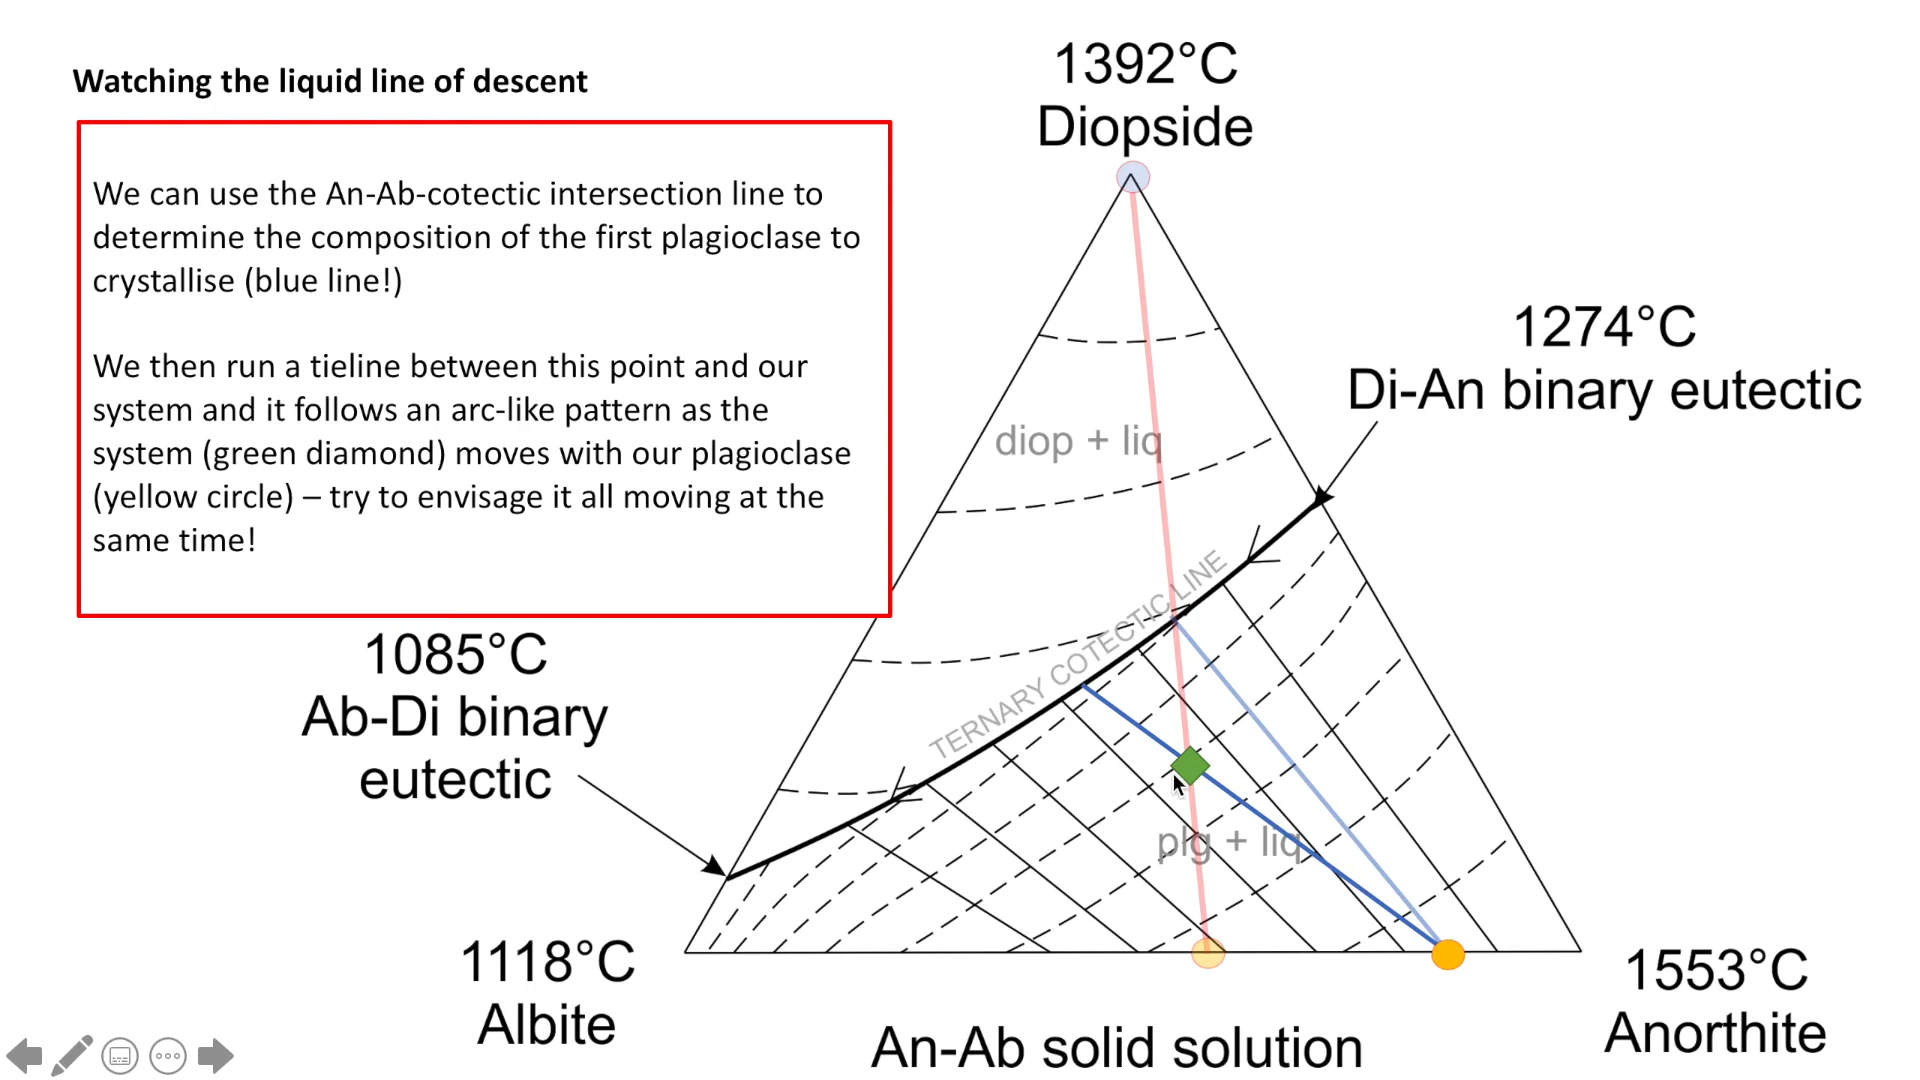 Watching the liquid line of descent
We can use the An-Ab-cotectic intersection line to
determine the composition of the first plagioclase to
crystallise (blue line!)
We then run a tieline between this point and our
system and it follows an arc-like pattern as the
system (green diamond) moves with our plagioclase
(yellow circle) – try to envisage it all moving at the
same time!
1392°C
Diopside
1274°C
Di-An binary eutectic
diop + liq
TERNARY COTECTIC LINE
1085°C
Ab-Di binary
eutectic
plg + liq
1118°C
Albite
An-Ab solid solution
1553°C
Anorthite